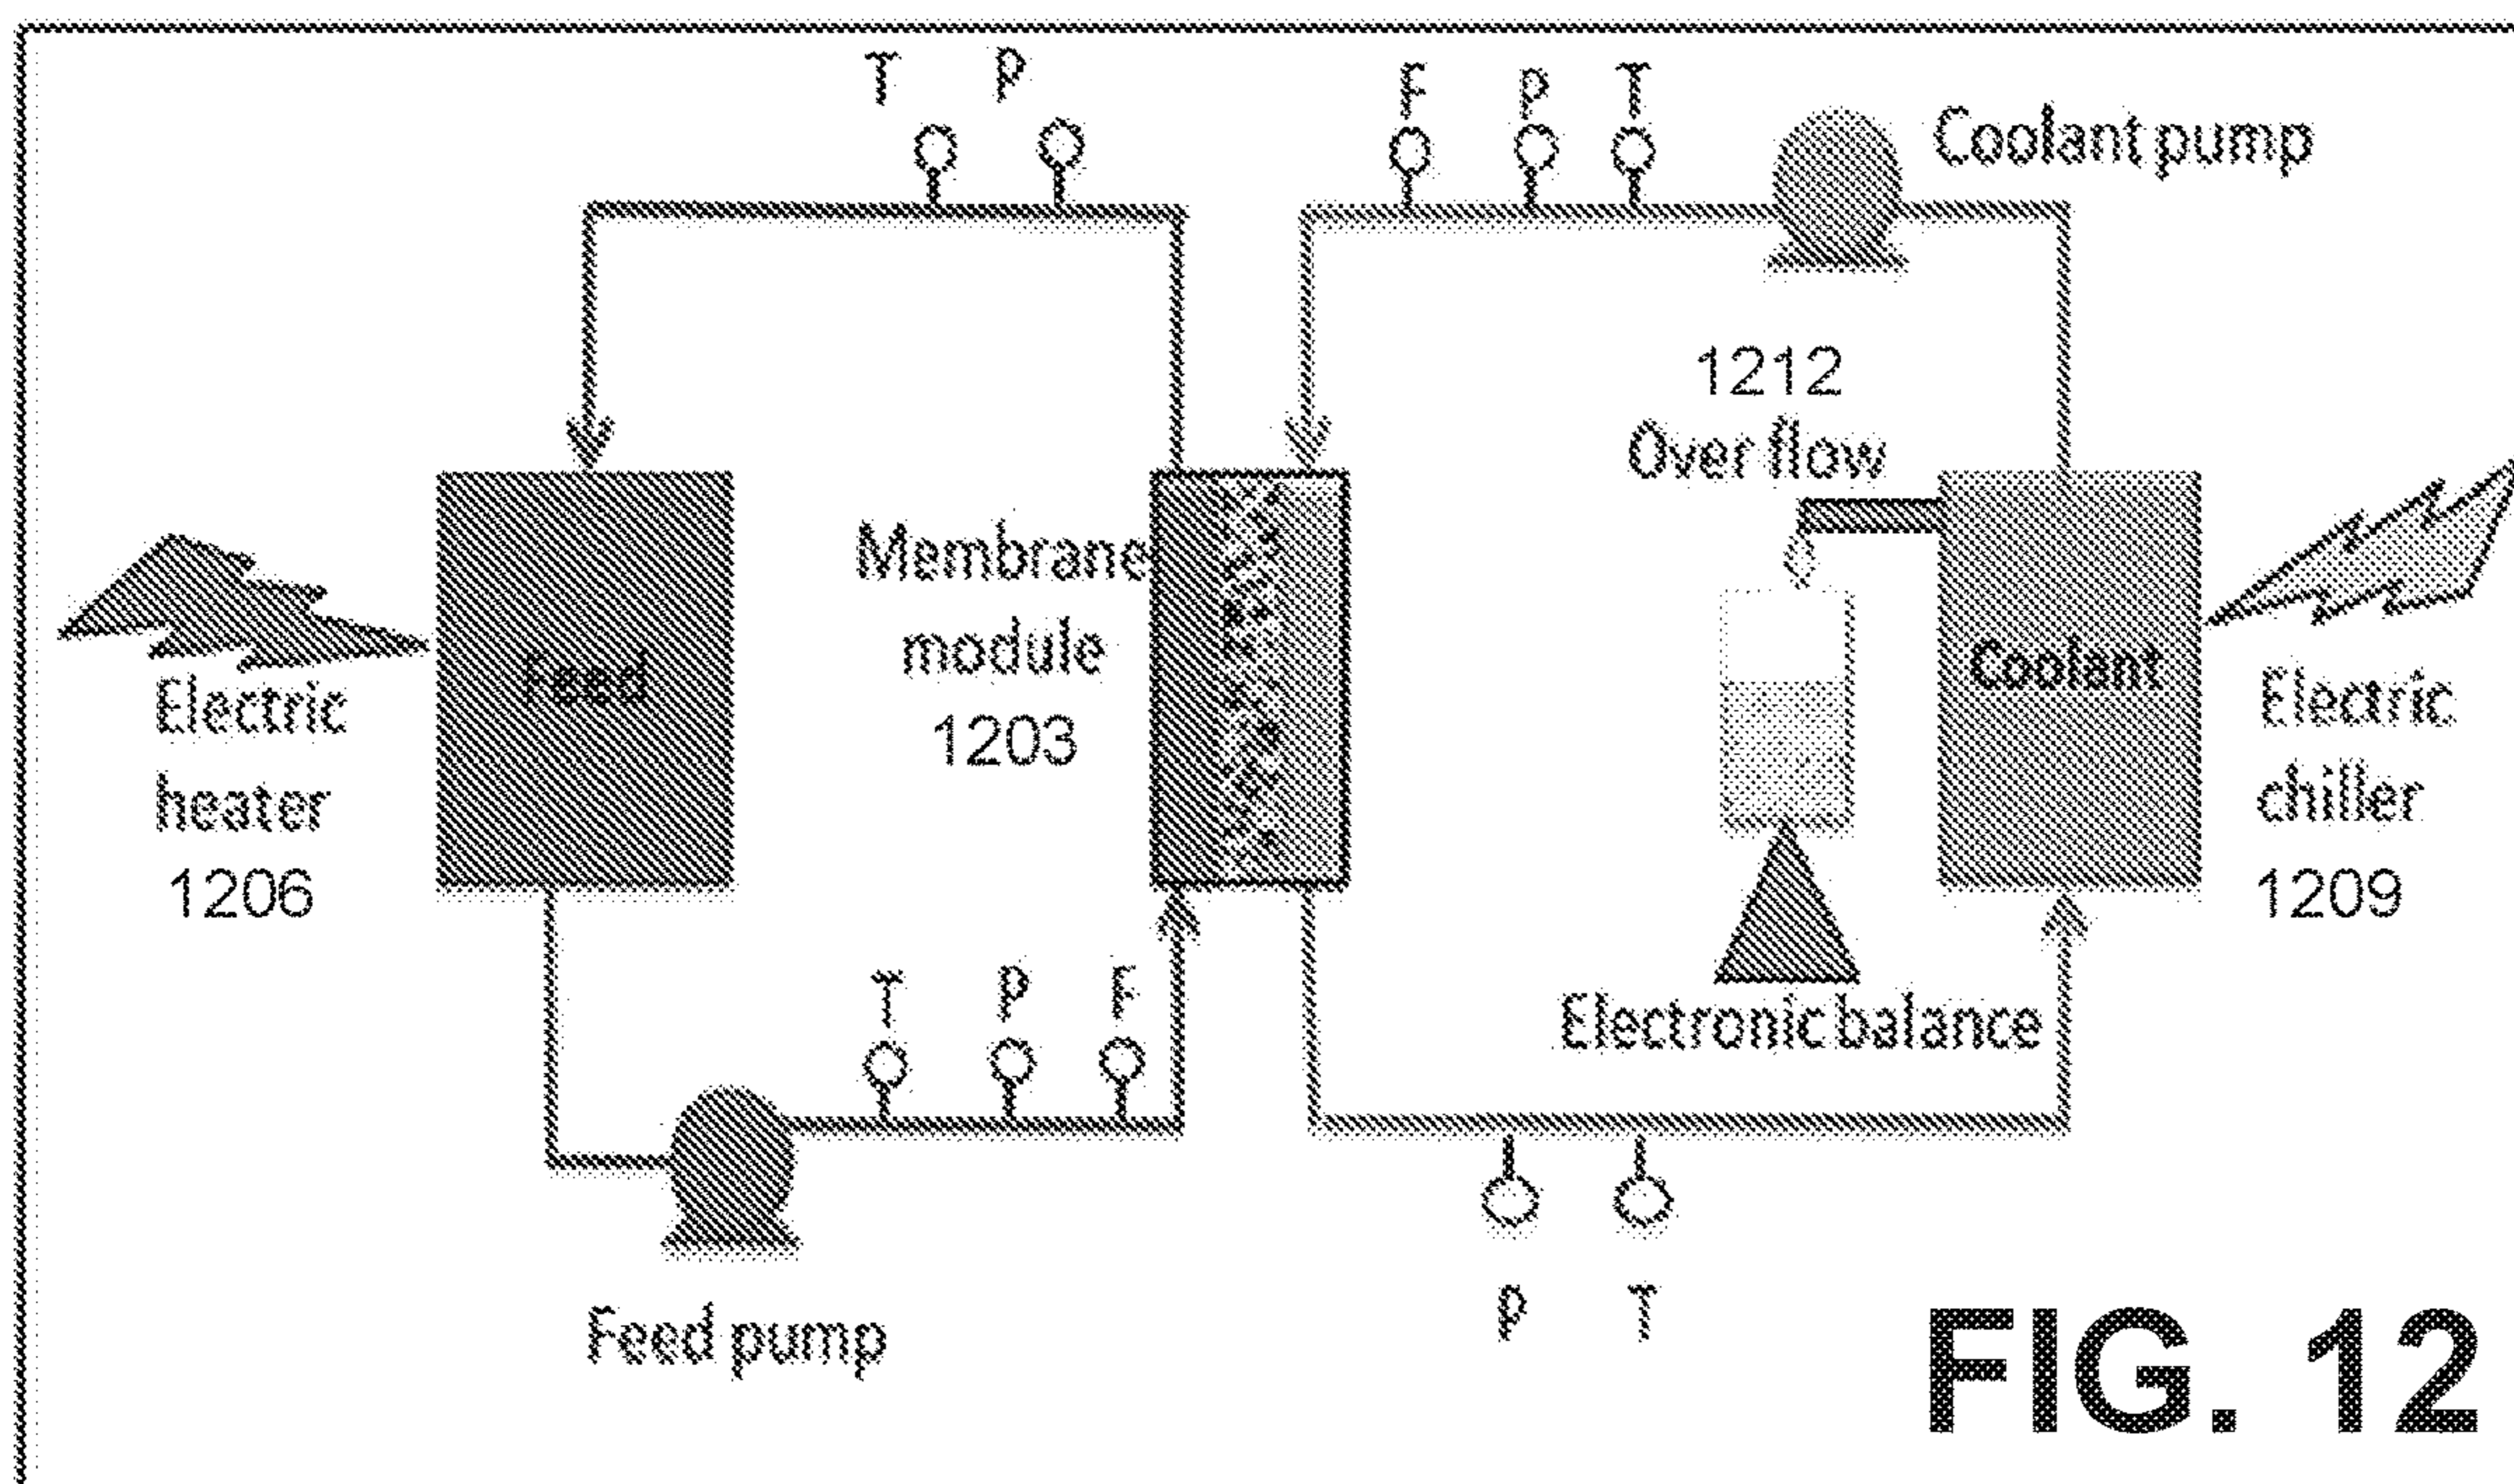 T P
F P T
Coolant pump
1212
Over flow
Membrane
module
1203
Feed
Coolant
Electric
heater
1206
Electric
chiller
1209
T P F
Electronic balance
Feed pump
P T
FIG. 12